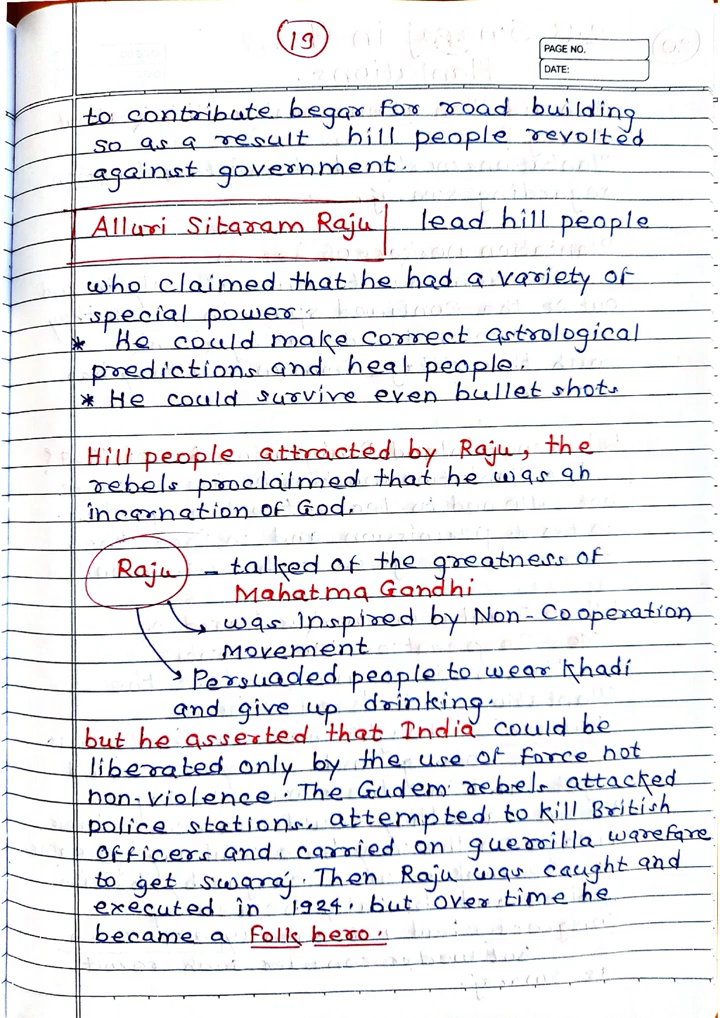 19
PAGE NO.
DATE:
to contribute begar for road building
so as a result hill people revolted
against government.
Alluri Sitaram Raju lead hill people
who claimed that he had a variety of
special power.
* He could make correct astrological
predictions and heal people.
* He could survive even bullet shots
Hill people attracted by Raju, the
rebels proclaimed that he was an
incarnation of God.
Raju - talked of the greatness of
Mahatma Gandhi
was inspired by Non-Cooperation
Movement
Persuaded people to wear khadi
and give up drinking.
but he asserted that India could be
liberated only by the use of force not
non-violence. The Gudem rebels attacked
police stations, attempted to kill British
officers and carried on guerrilla warefare
to get swaraj. Then Raju was caught and
executed in 1924. but over time he
became a folk hero.